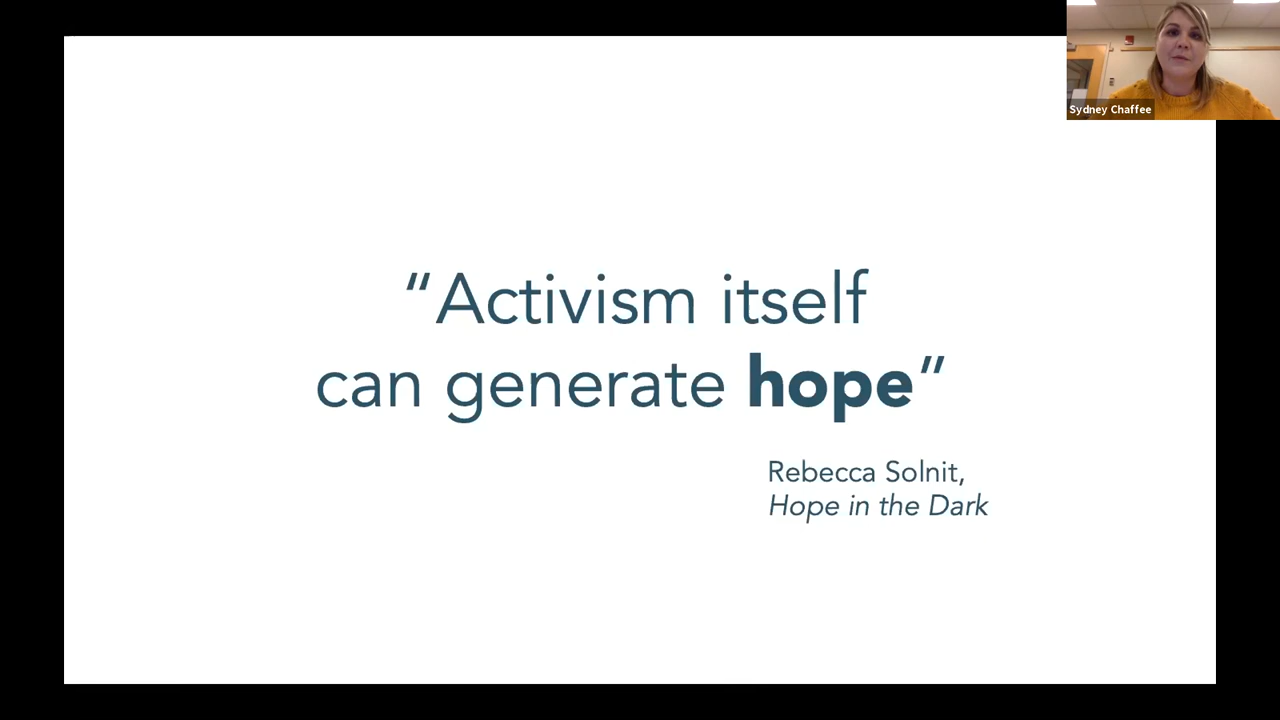 Sydney Chaffee
“Activism itself
can generate hope”
Rebecca Solnit,
Hope in the Dark